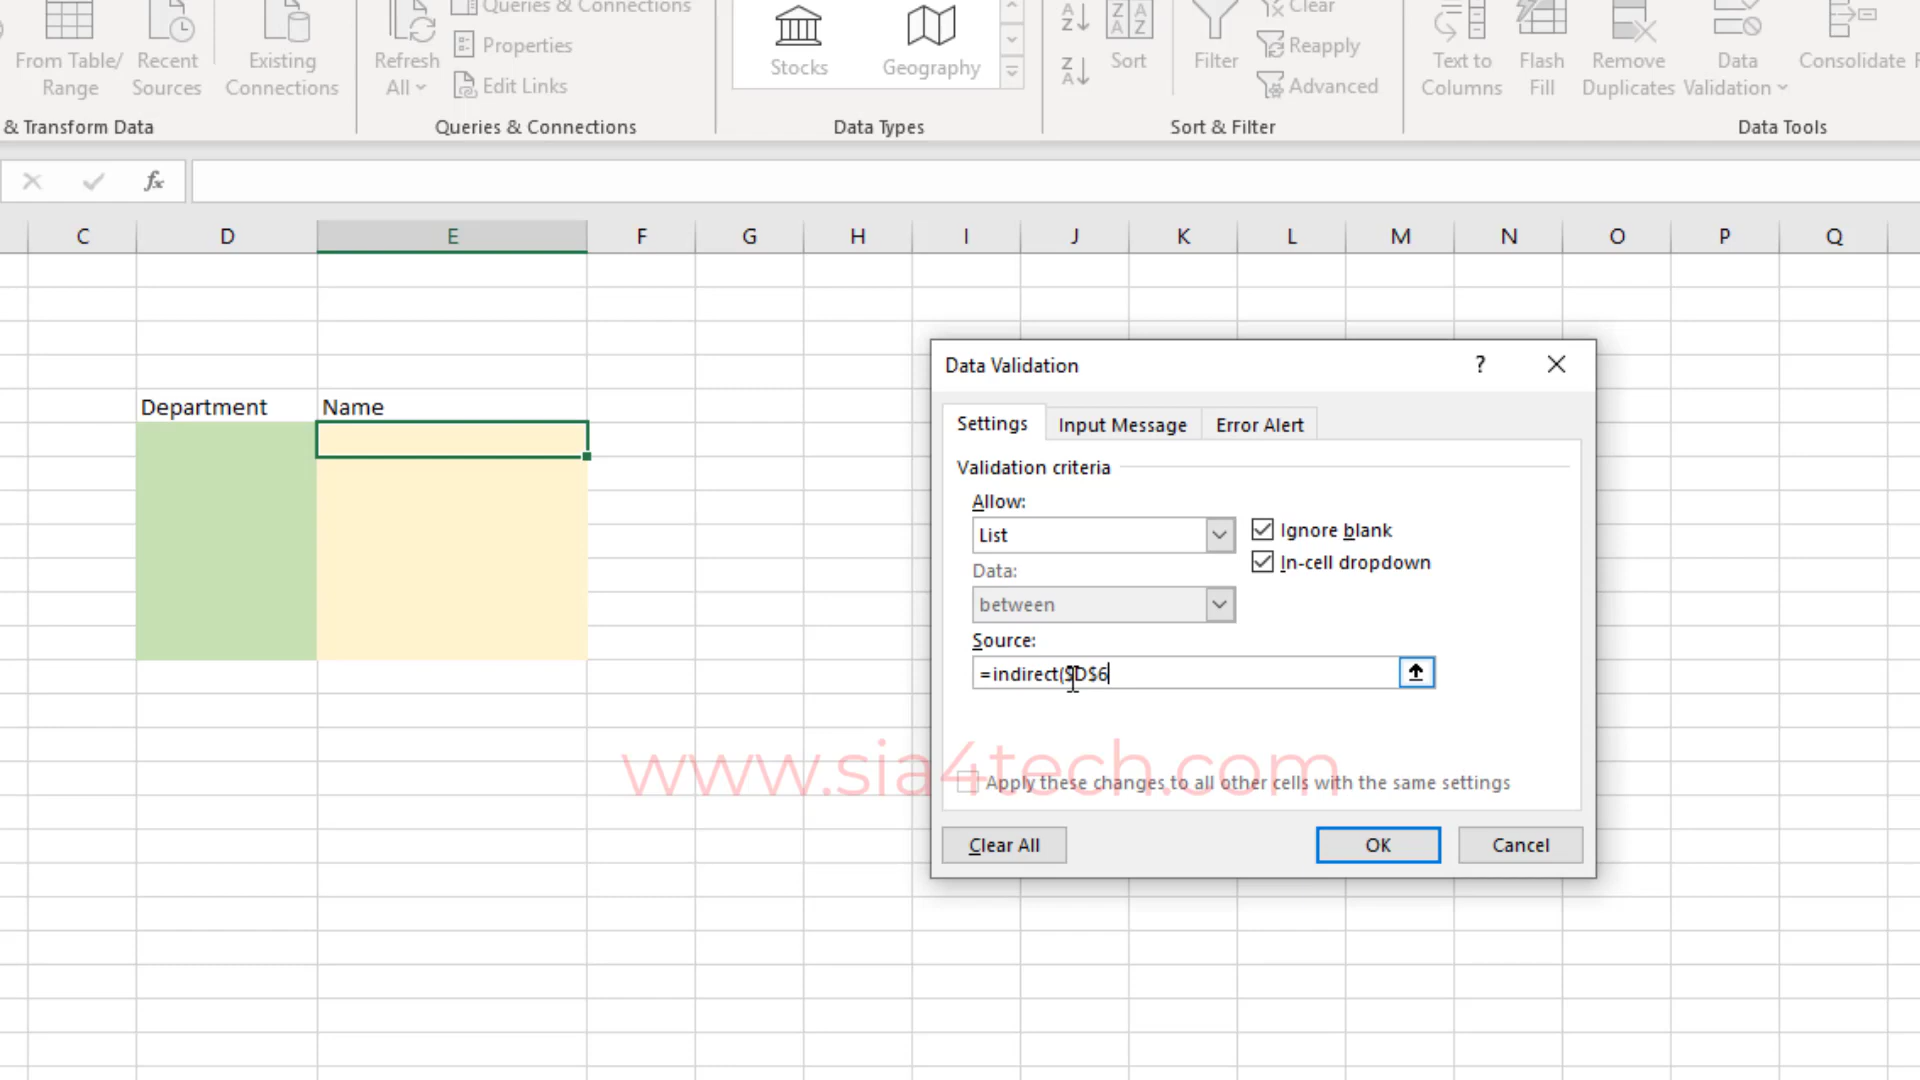 Queries & Connections
From Table/ Range
Recent Sources
Existing Connections
Refresh All
Properties
Edit Links
Stocks
Geography
Sort
Filter
Clear
Reapply
Advanced
Text to Columns
Flash Fill
Remove Duplicates
Data Validation
Consolidate
& Transform Data
Queries & Connections
Data Types
Sort & Filter
Data Tools
fx
C D E F G H I J K L M N O P Q
Department Name
Data Validation ?
Settings Input Message Error Alert
Validation criteria
Allow:
List
Ignore blank
In-cell dropdown
Data:
between
Source:
=indirect($D$6
www.sia4tech.com
Apply these changes to all other cells with the same settings
Clear All OK Cancel